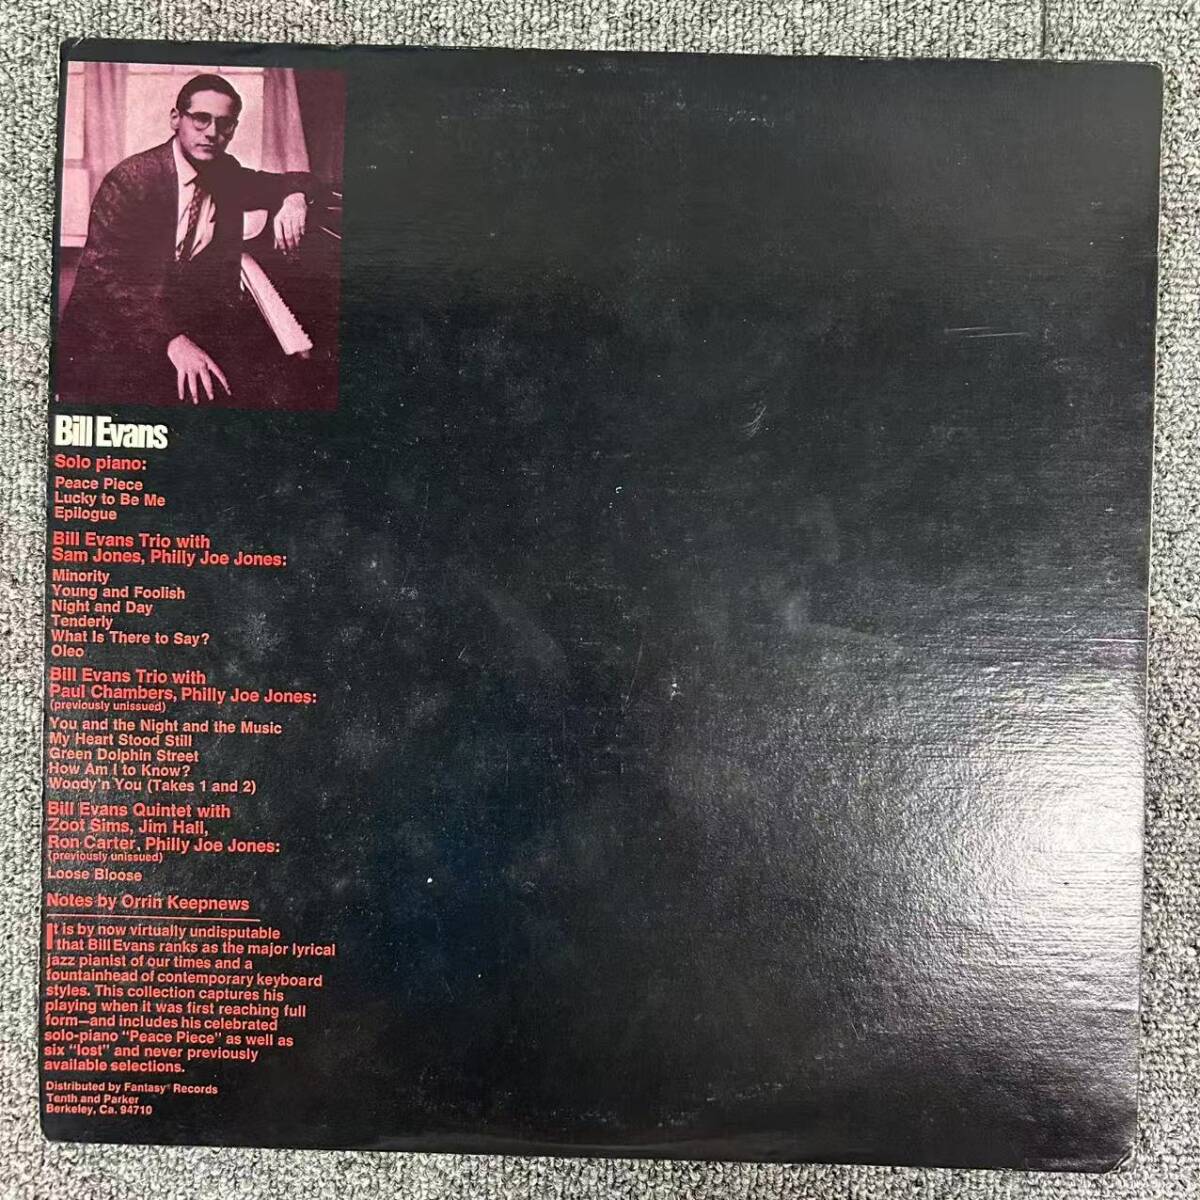 Bill Evans
Solo piano:
Peace Piece
Lucky to Be Me
Epilogue
Bill Evans Trio with
Sam Jones, Philly Joe Jones:
Minority
Young and Foolish
Night and Day
Tenderly
What Is There to Say?
Oleo
Bill Evans Trio with
Paul Chambers, Philly Joe Jones:
(previously unissued)
You and the Night and the Music
My Heart Stood Still
Green Dolphin Street
How Am I to Know?
Woody'n You (Takes 1 and 2)
Bill Evans Quintet with
Zoot Sims, Jim Hall,
Ron Carter, Philly Joe Jones:
(previously unissued)
Loose Bloose
Notes by Orrin Keepnews
It is by now virtually undisputable
that Bill Evans ranks as the major lyrical
jazz pianist of our times and a
fountainhead of contemporary keyboard
styles. This collection captures his
playing when it was first reaching full
form—and includes his celebrated
solo-piano "Peace Piece" as well as
six "lost" and never previously
available selections.
Distributed by Fantasy® Records
Tenth and Parker
Berkeley, Ca. 94710